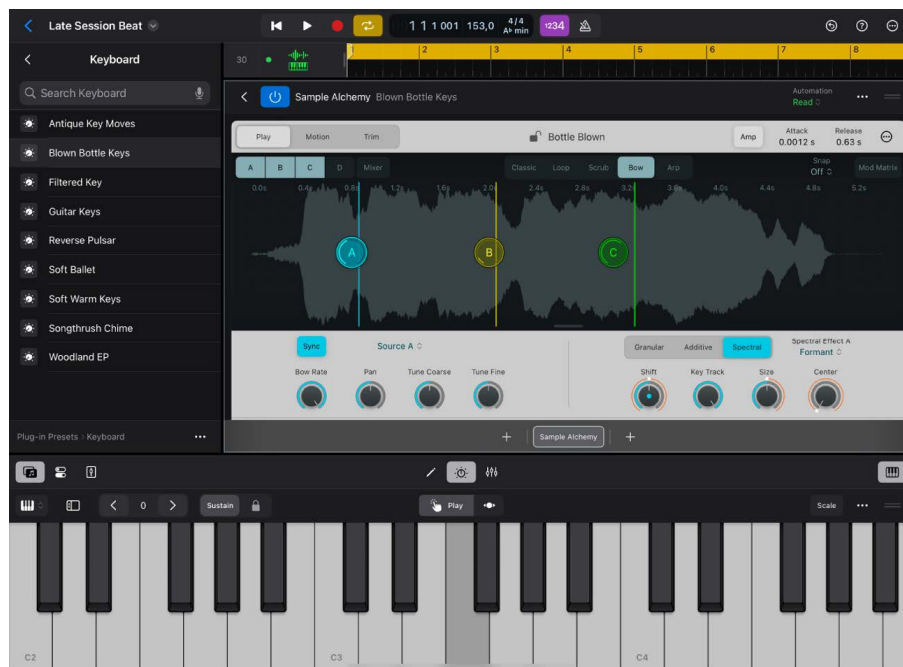 Late Session Beat
1 1 1 001 153,0 4/4 A♭ min 1234
Keyboard
30
1 2 3 4 5 6 7 8
Search Keyboard
Antique Key Moves
Blown Bottle Keys
Filtered Key
Guitar Keys
Reverse Pulsar
Soft Ballet
Soft Warm Keys
Songthrush Chime
Woodland EP
Plug-in Presets › Keyboard
Sample Alchemy Blown Bottle Keys
Automation
Read
Play Motion Trim
Bottle Blown
Amp
Attack
0.0012 s
Release
0.63 s
A B C D Mixer
Classic Loop Scrub Bow Arp
Snap
Off
Mod Matrix
0.0s 0.4s 0.8s 1.2s 1.6s 2.0s 2.4s 2.8s 3.2s 3.6s 4.0s 4.4s 4.8s 5.2s
A B C
Sync Source A
Granular Additive Spectral
Spectral Effect A
Formant
Bow Rate Pan Tune Coarse Tune Fine
Shift Key Track Size Center
+ Sample Alchemy +
0 Sustain
Play
Scale
C2 C3 C4